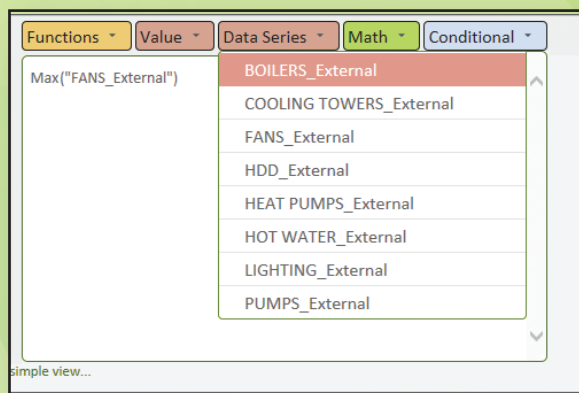 Functions Value Data Series Math Conditional
Max("FANS_External")
BOILERS_External
COOLING TOWERS_External
FANS_External
HDD_External
HEAT PUMPS_External
HOT WATER_External
LIGHTING_External
PUMPS_External
simple view...